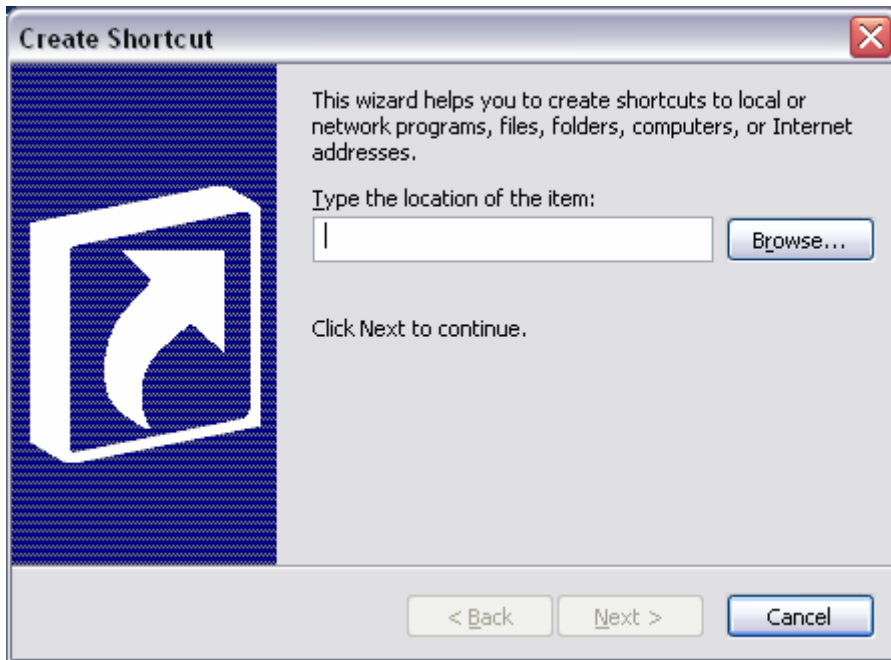 Create Shortcut
This wizard helps you to create shortcuts to local or
network programs, files, folders, computers, or Internet
addresses.
Type the location of the item:
Browse...
Click Next to continue.
< Back
Next >
Cancel